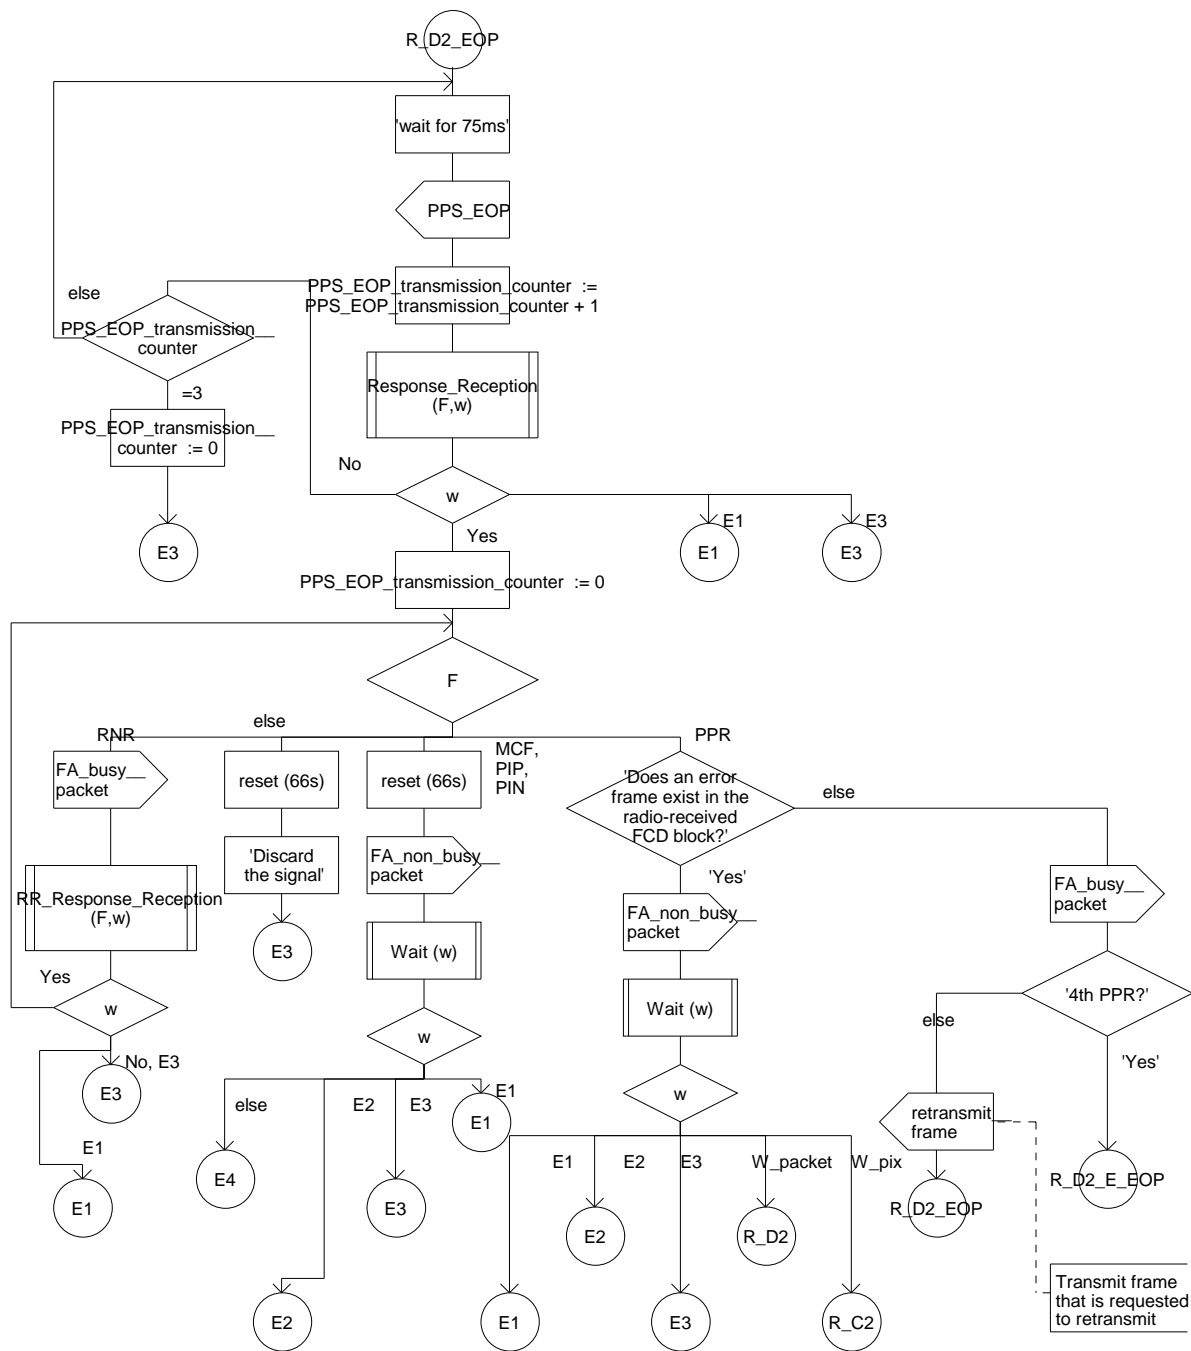 R_D2_EOP
'wait for 75ms'
PPS_EOP
PPS_EOP_transmission_counter :=
PPS_EOP_transmission_counter + 1
else
PPS_EOP_transmission__
counter
=3
PPS_EOP_transmission__
counter := 0
E3
Response_Reception
(F,w)
No
w
Yes
E1
E1
E3
E3
PPS_EOP_transmission_counter := 0
F
RNR
else
MCF,
PIP,
PIN
PPR
FA_busy__
packet
RR_Response_Reception
(F,w)
Yes
w
No, E3
E3
E1
E1
reset (66s)
'Discard
the signal'
E3
reset (66s)
FA_non_busy__
packet
Wait (w)
w
else
E4
E2
E2
E3
E3
E1
E1
'Does an error
frame exist in the
radio-received
FCD block?'
else
'Yes'
FA_non_busy__
packet
Wait (w)
w
E1
E2
E3
W_packet
W_pix
E2
R_D2
E1
E3
R_C2
FA_busy__
packet
'4th PPR?'
else
'Yes'
retransmit__
frame
R_D2_EOP
R_D2_E_EOP
Transmit frame
that is requested
to retransmit